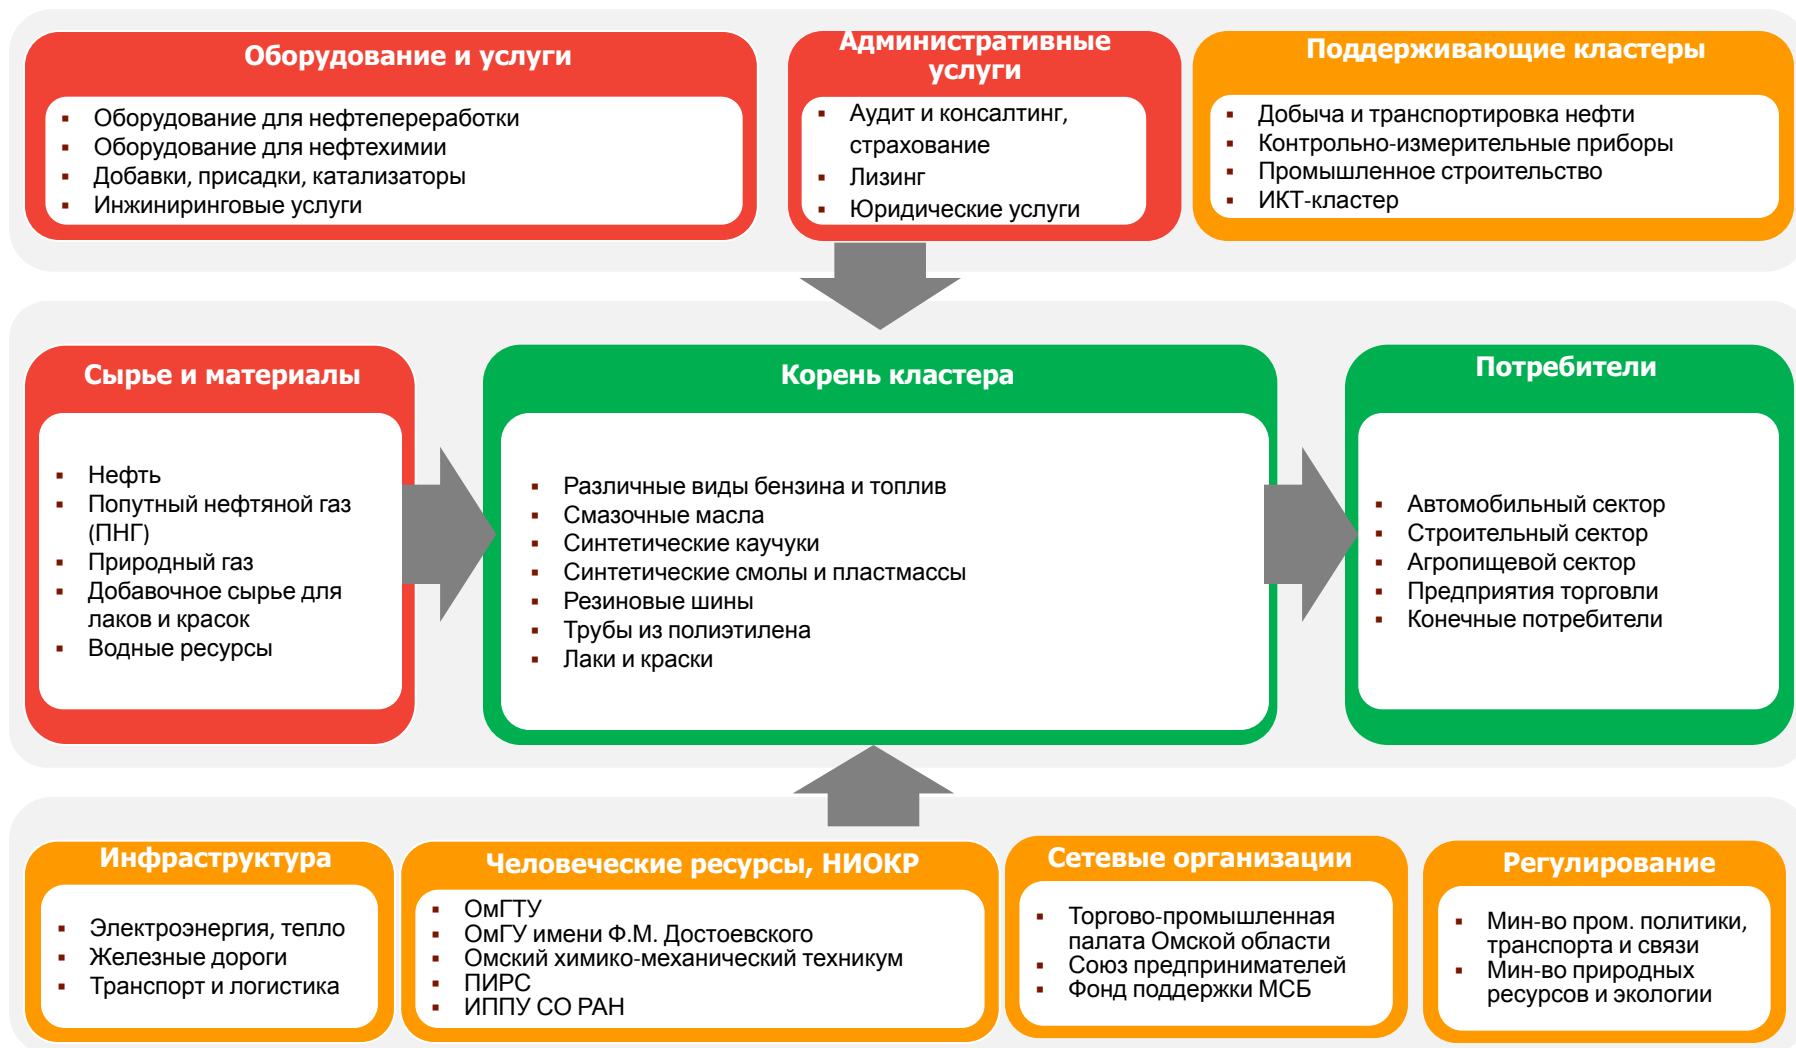 Оборудование и услуги
▪ Оборудование для нефтепереработки
▪ Оборудование для нефтехимии
▪ Добавки, присадки, катализаторы
▪ Инжиниринговые услуги
Административные
услуги
▪ Аудит и консалтинг,
страхование
▪ Лизинг
▪ Юридические услуги
Поддерживающие кластеры
▪ Добыча и транспортировка нефти
▪ Контрольно-измерительные приборы
▪ Промышленное строительство
▪ ИКТ-кластер
Сырье и материалы
▪ Нефть
▪ Попутный нефтяной газ
(ПНГ)
▪ Природный газ
▪ Добавочное сырье для
лаков и красок
▪ Водные ресурсы
Корень кластера
▪ Различные виды бензина и топлив
▪ Смазочные масла
▪ Синтетические каучуки
▪ Синтетические смолы и пластмассы
▪ Резиновые шины
▪ Трубы из полиэтилена
▪ Лаки и краски
Потребители
▪ Автомобильный сектор
▪ Строительный сектор
▪ Агропищевой сектор
▪ Предприятия торговли
▪ Конечные потребители
Инфраструктура
▪ Электроэнергия, тепло
▪ Железные дороги
▪ Транспорт и логистика
Человеческие ресурсы, НИОКР
▪ ОмГТУ
▪ ОмГУ имени Ф.М. Достоевского
▪ Омский химико-механический техникум
▪ ПИРС
▪ ИППУ СО РАН
Сетевые организации
▪ Торгово-промышленная
палата Омской области
▪ Союз предпринимателей
▪ Фонд поддержки МСБ
Регулирование
▪ Мин-во пром. политики,
транспорта и связи
▪ Мин-во природных
ресурсов и экологии